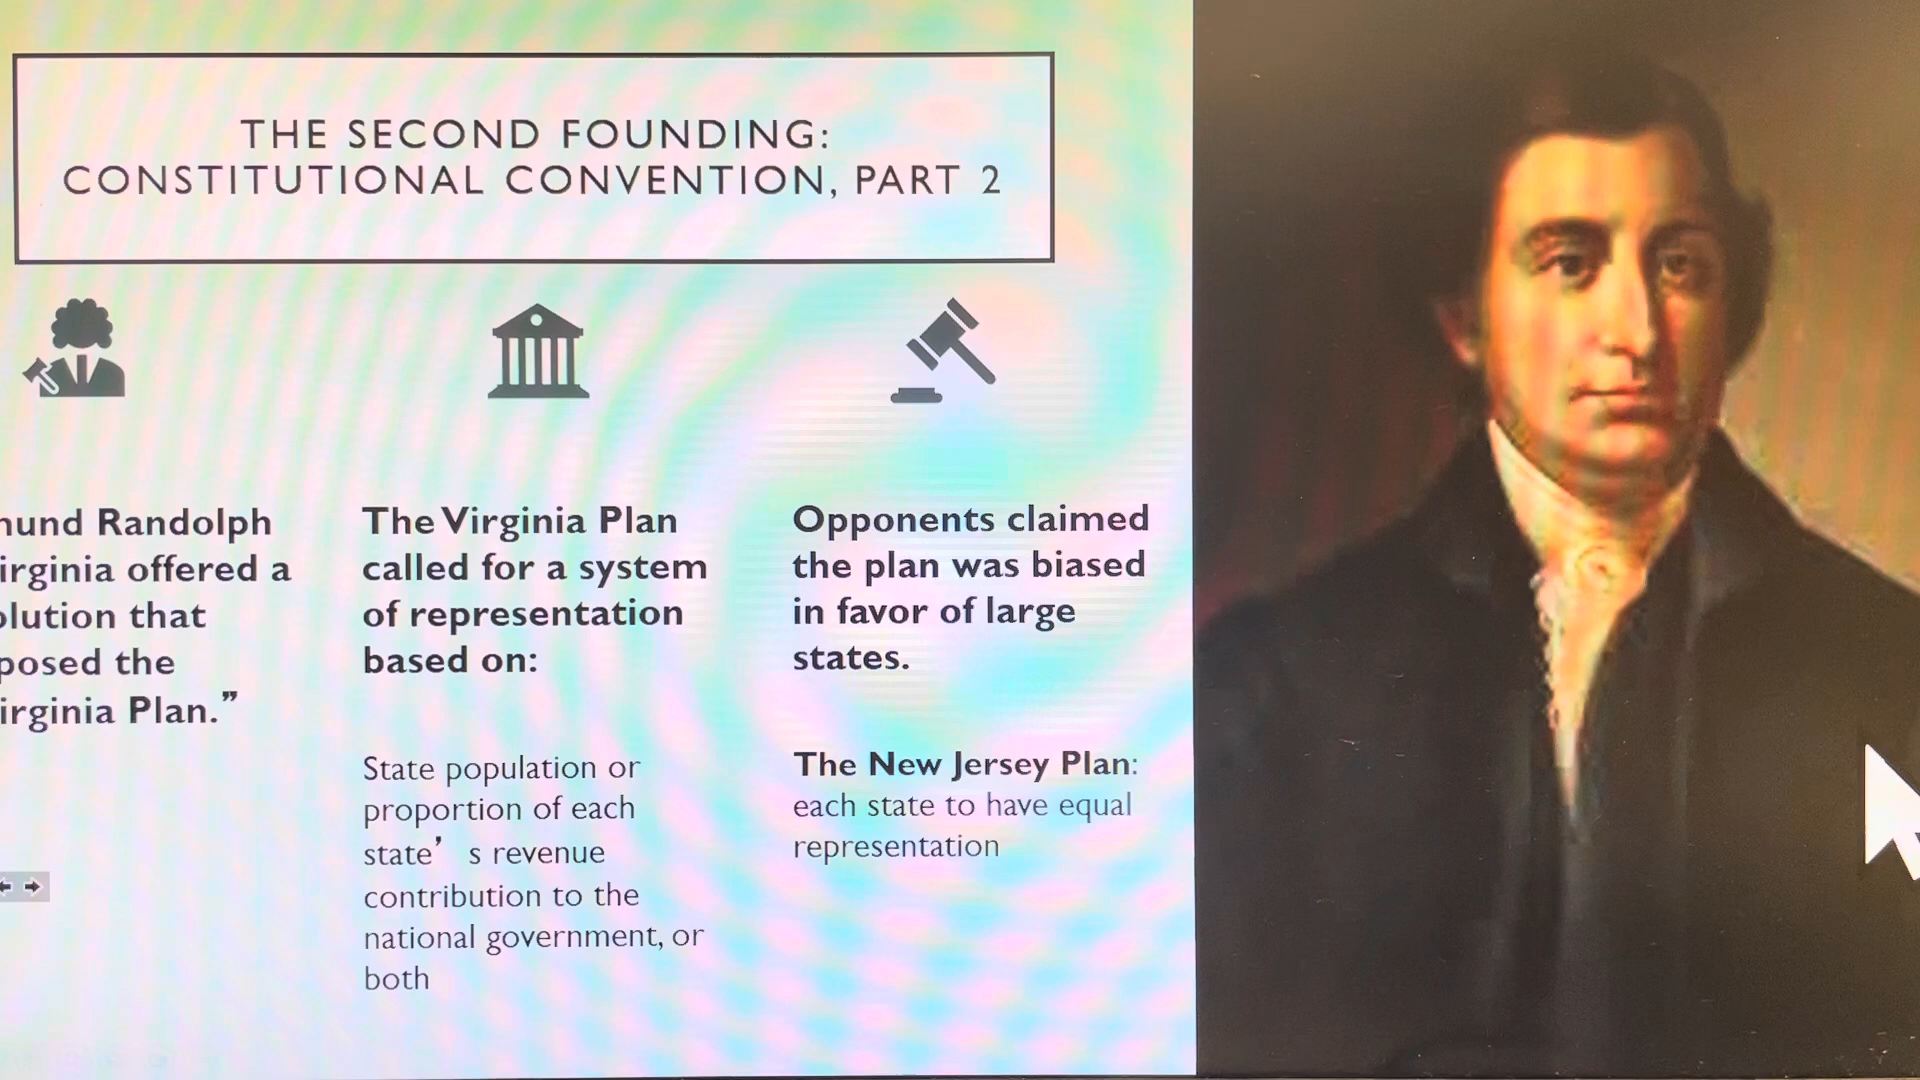 THE SECOND FOUNDING:
CONSTITUTIONAL CONVENTION, PART 2
mund Randolph
irginia offered a
olution that
posed the
irginia Plan.”
The Virginia Plan
called for a system
of representation
based on:
State population or
proportion of each
state’ s revenue
contribution to the
national government, or
both
Opponents claimed
the plan was biased
in favor of large
states.
The New Jersey Plan:
each state to have equal
representation